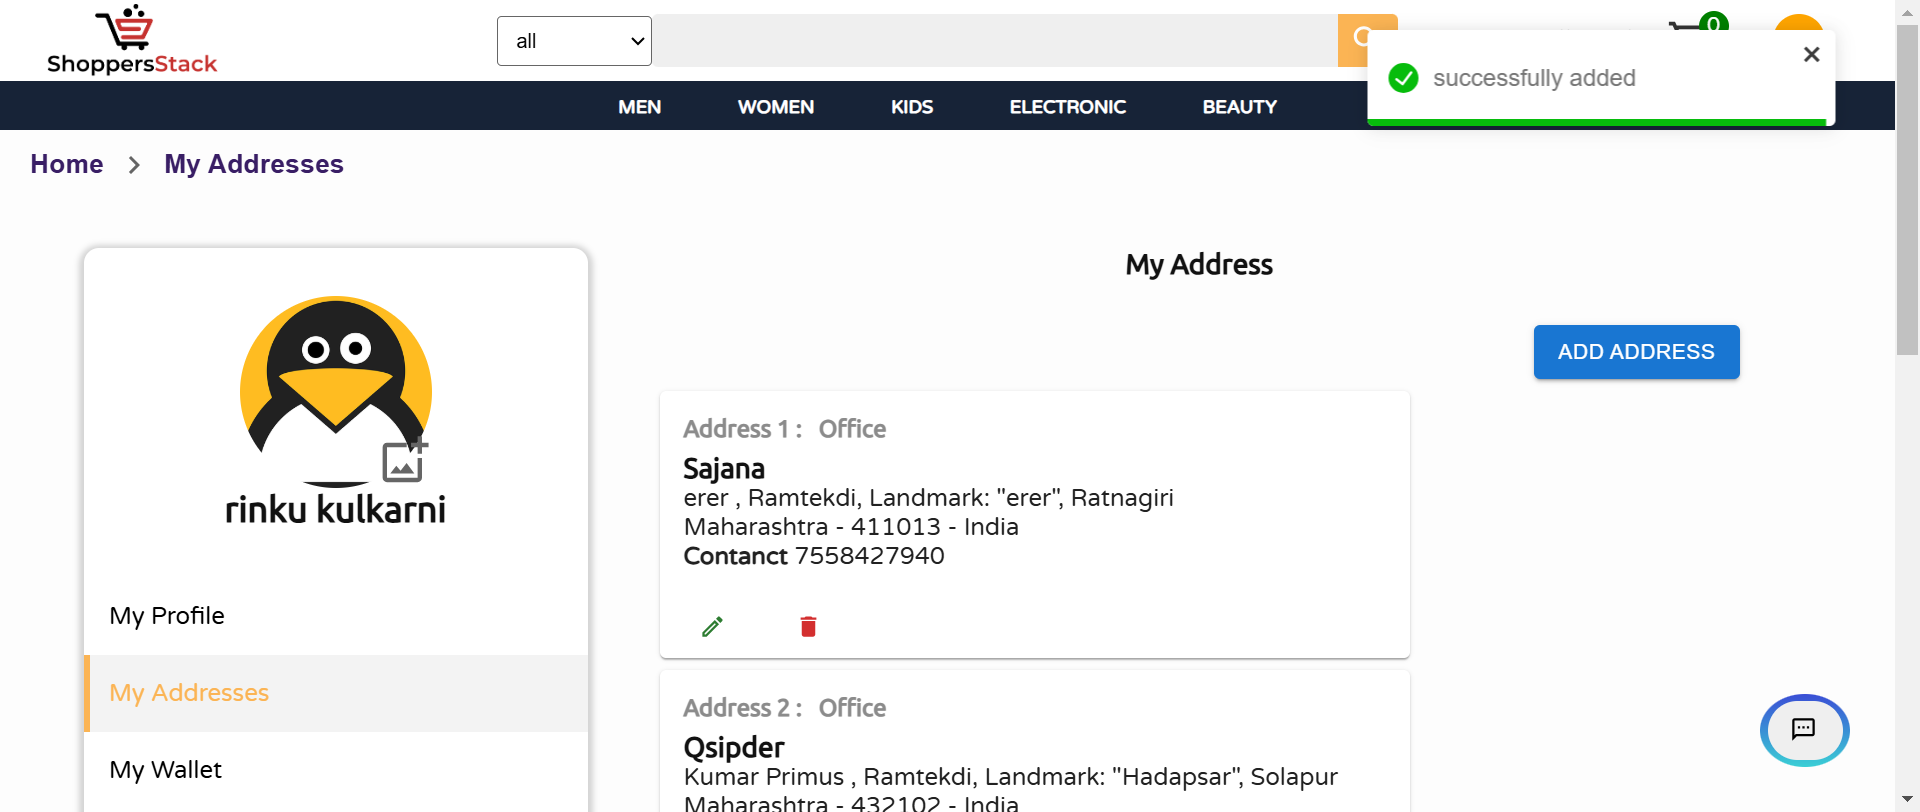 ShoppersStack
all
0
successfully added
MEN WOMEN KIDS ELECTRONIC BEAUTY
Home > My Addresses
My Address
ADD ADDRESS
rinku kulkarni
My Profile
My Addresses
My Wallet
Address 1 : Office
Sajana
erer , Ramtekdi, Landmark: "erer", Ratnagiri
Maharashtra - 411013 - India
Contanct 7558427940
Address 2 : Office
Qsipder
Kumar Primus , Ramtekdi, Landmark: "Hadapsar", Solapur
Maharashtra - 432102 - India